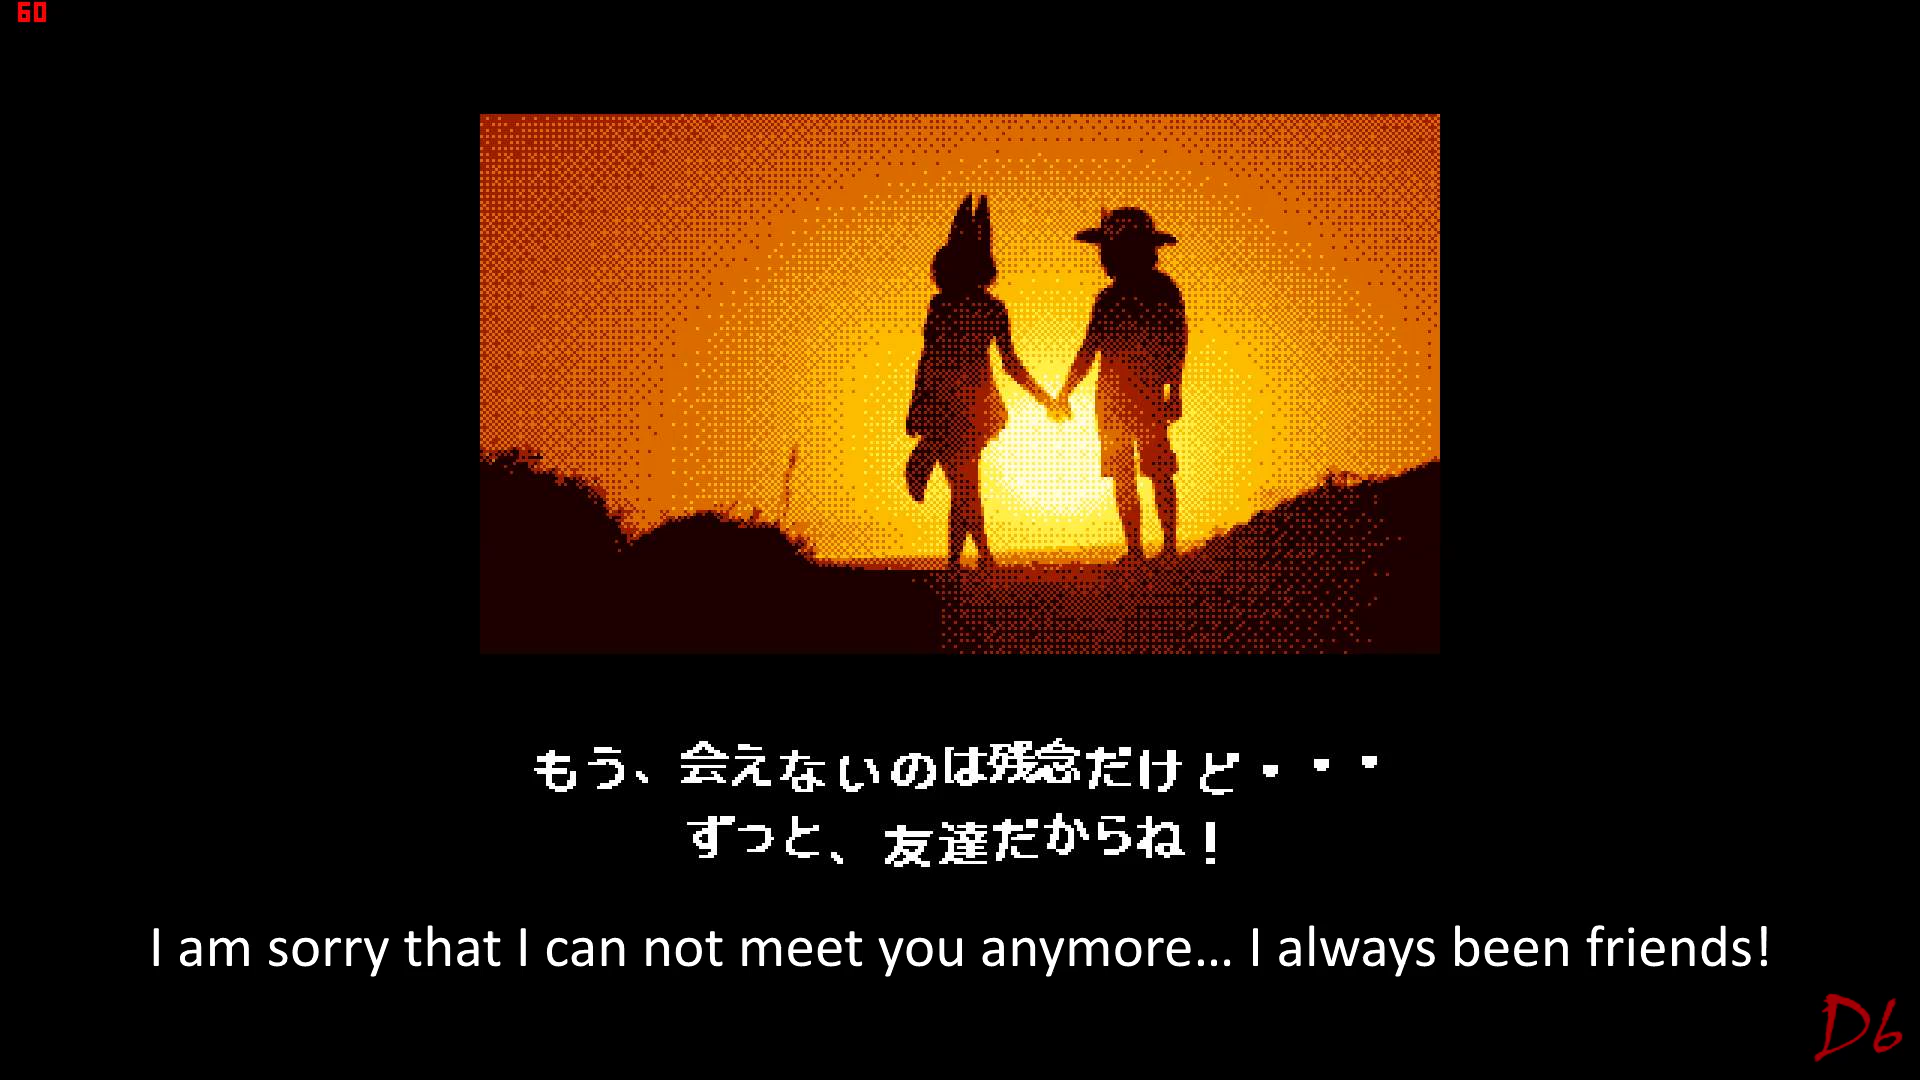 60
もう、会えないのは残念だけど・・・
ずっと、友達だからね！
I am sorry that I can not meet you anymore... I always been friends!
D6